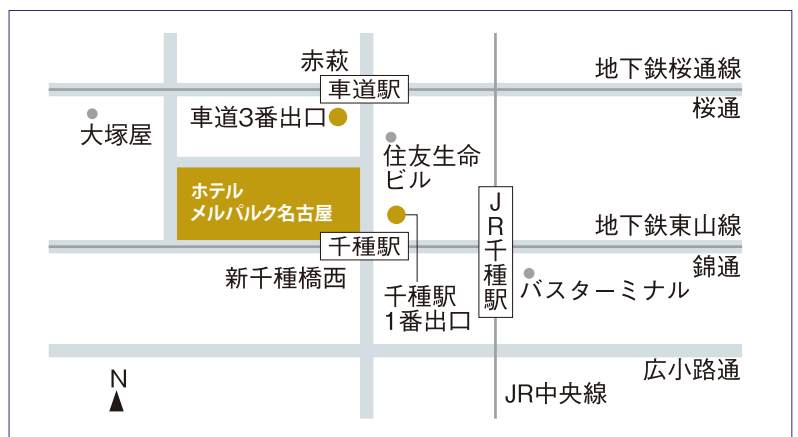 赤萩
地下鉄桜通線
車道駅
桜通
車道3番出口
大塚屋
住友生命
ビル
ホテル
メルパルク名古屋
JR千種駅
地下鉄東山線
千種駅
錦通
新千種橋西
千種駅
1番出口
バスターミナル
広小路通
N
JR中央線